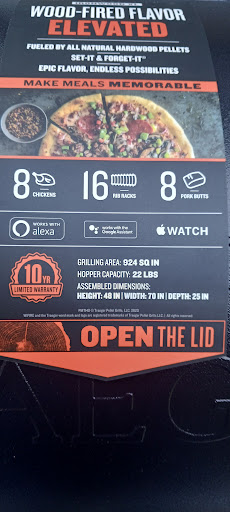 WOOD-FIRED FLAVOR
ELEVATED
FUELED BY ALL NATURAL HARDWOOD PELLETS
SET-IT & FORGET-IT™
EPIC FLAVOR, ENDLESS POSSIBILITIES
MAKE MEALS MEMORABLE
8 CHICKENS
16 RIB RACKS
8 PORK BUTTS
WORKS WITH
alexa
works with the
Google Assistant
WATCH
10 YR
LIMITED WARRANTY
GRILLING AREA: 924 SQ IN
HOPPER CAPACITY: 22 LBS
ASSEMBLED DIMENSIONS:
HEIGHT: 48 IN | WIDTH: 70 IN | DEPTH: 25 IN
OPEN THE LID